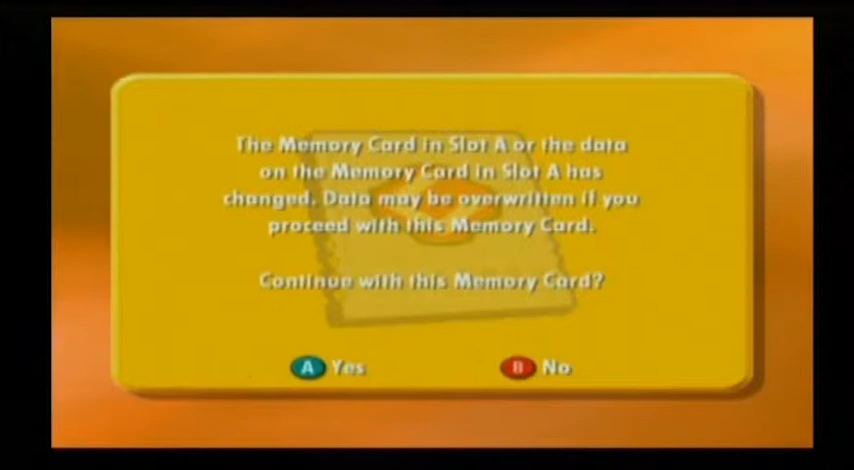 The Memory Card in Slot A or the data
on the Memory Card in Slot A has
changed. Data may be overwritten if you
proceed with this Memory Card.
Continue with this Memory Card?
A Yes B No